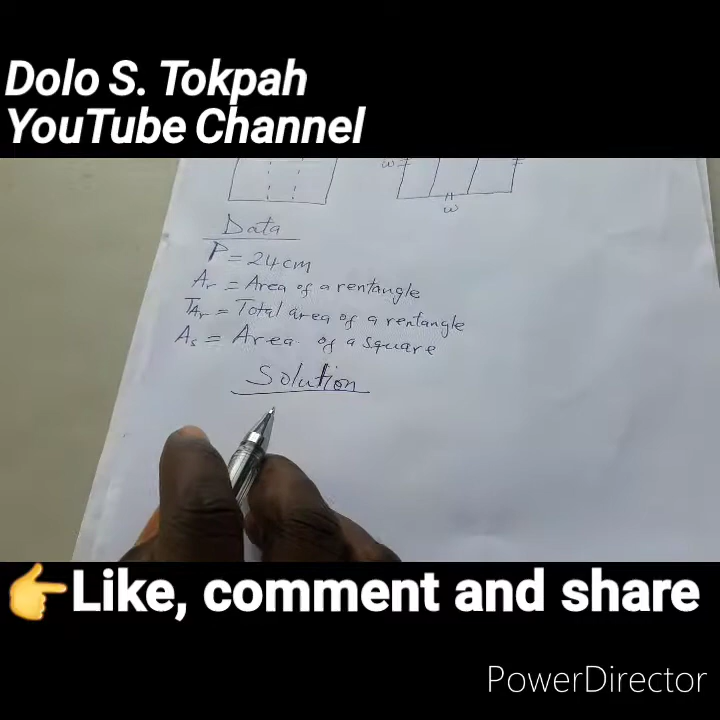 Dolo S. Tokpah
YouTube Channel
w
w
Data
P = 24cm
Ar = Area of a rentangle
TAr = Total area of a rentangle
As = Area of a square
Solution
Like, comment and share
PowerDirector